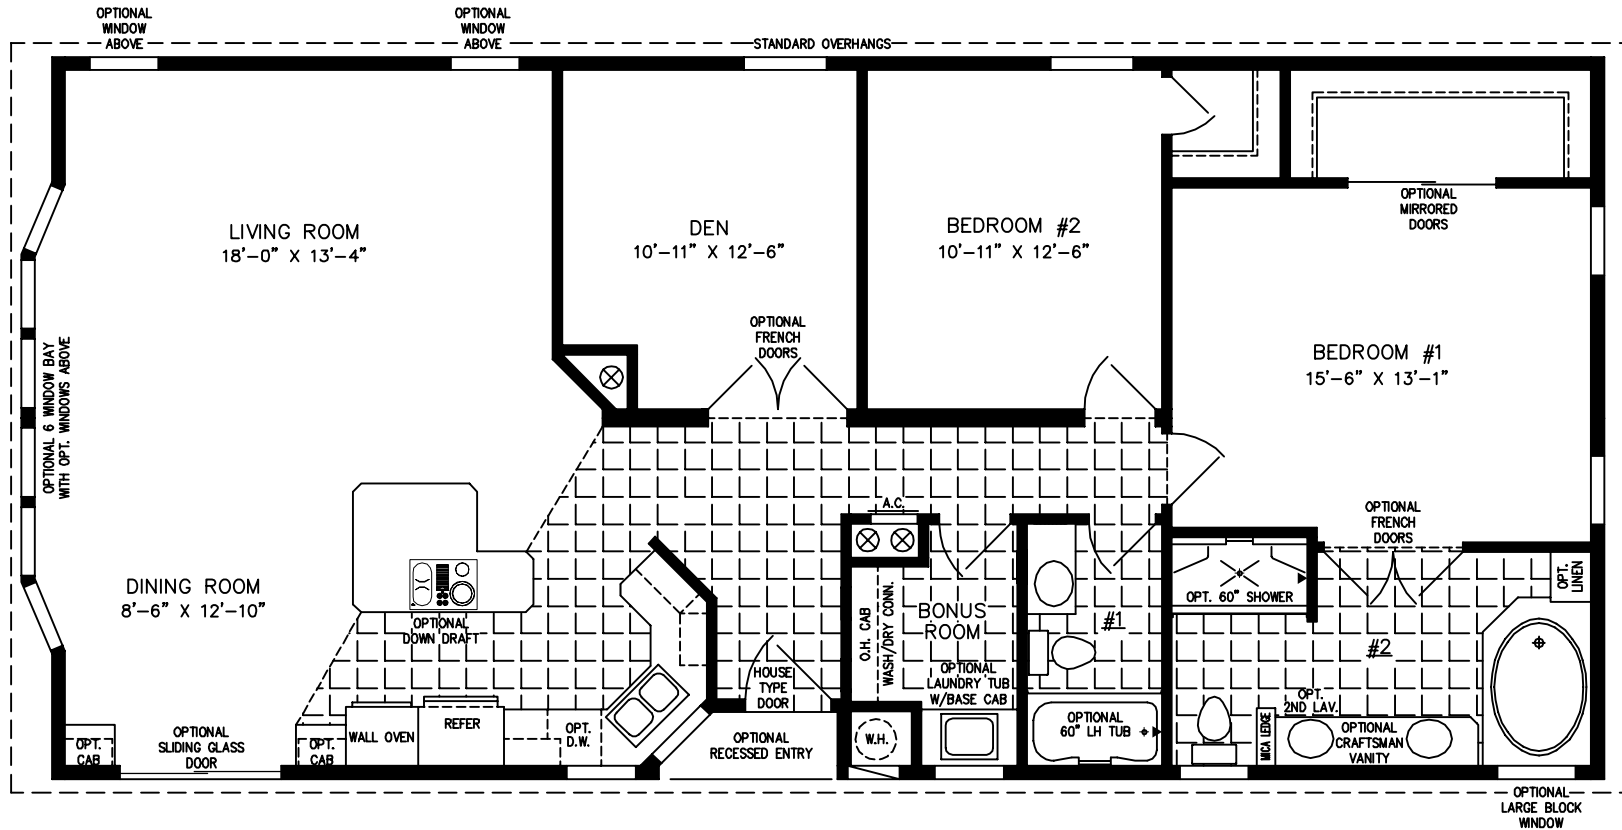 OPTIONAL
WINDOW
ABOVE
OPTIONAL
WINDOW
ABOVE
STANDARD OVERHANGS
LIVING ROOM
18'-0" X 13'-4"
DEN
10'-11" X 12'-6"
BEDROOM #2
10'-11" X 12'-6"
OPTIONAL
MIRRORED
DOORS
OPTIONAL
FRENCH
DOORS
BEDROOM #1
15'-6" X 13'-1"
OPTIONAL 6 WINDOW BAY
WITH OPT. WINDOWS ABOVE
A.C.
OPTIONAL
FRENCH
DOORS
DINING ROOM
8'-6" X 12'-10"
OPTIONAL
DOWN DRAFT
O.H. CAB
WASH/DRY CONN.
BONUS
ROOM
#1
OPT. 60" SHOWER
OPT.
LINEN
#2
HOUSE
TYPE
DOOR
OPTIONAL
LAUNDRY TUB
W/BASE CAB
OPT.
2ND LAV.
OPT.
CAB
OPTIONAL
SLIDING GLASS
DOOR
OPT.
CAB
WALL OVEN
REFER
OPT.
D.W.
OPTIONAL
RECESSED ENTRY
W.H.
OPTIONAL
60" LH TUB
MICA LEDGE
OPTIONAL
CRAFTSMAN
VANITY
OPTIONAL
LARGE BLOCK
WINDOW